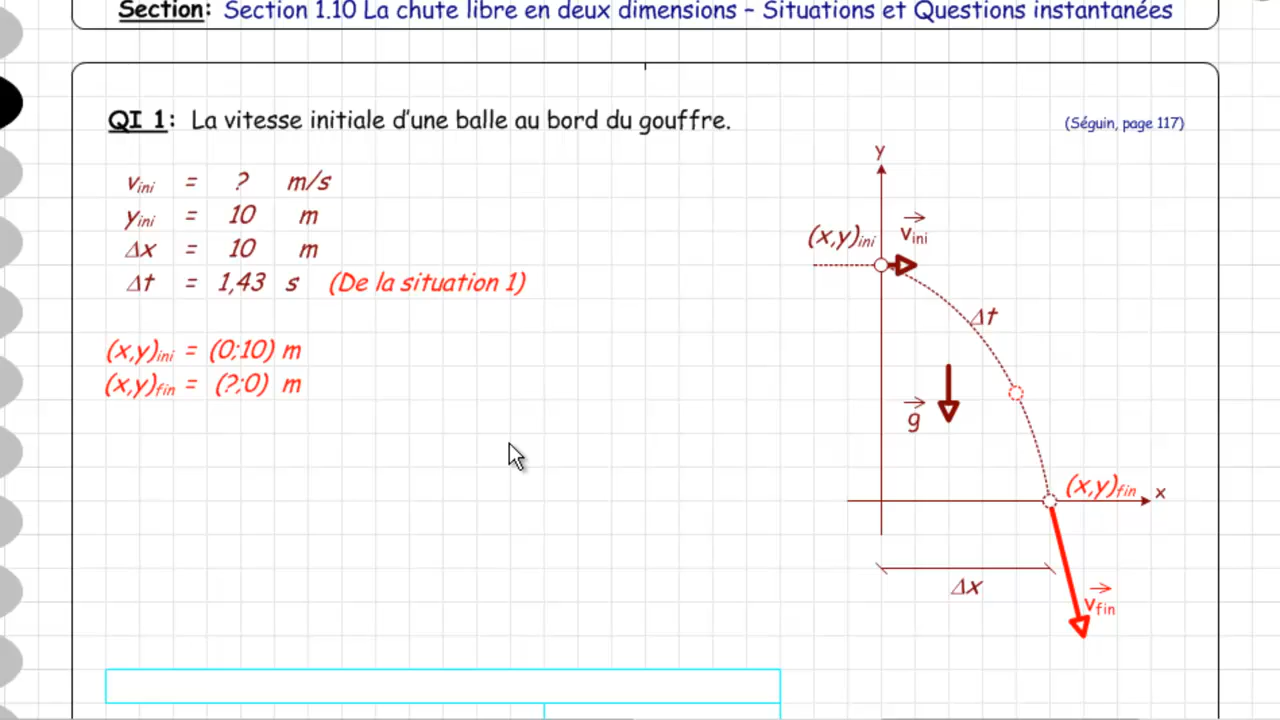 Section: Section 1.10 La chute libre en deux dimensions – Situations et Questions instantanées
QI 1: La vitesse initiale d'une balle au bord du gouffre.
(Séguin, page 117)
vini = ? m/s
yini = 10 m
Δx = 10 m
Δt = 1,43 s (De la situation 1)
(x,y)ini = (0;10) m
(x,y)fin = (?;0) m
y
(x,y)ini
vini
Δt
g
(x,y)fin
x
Δx
vfin